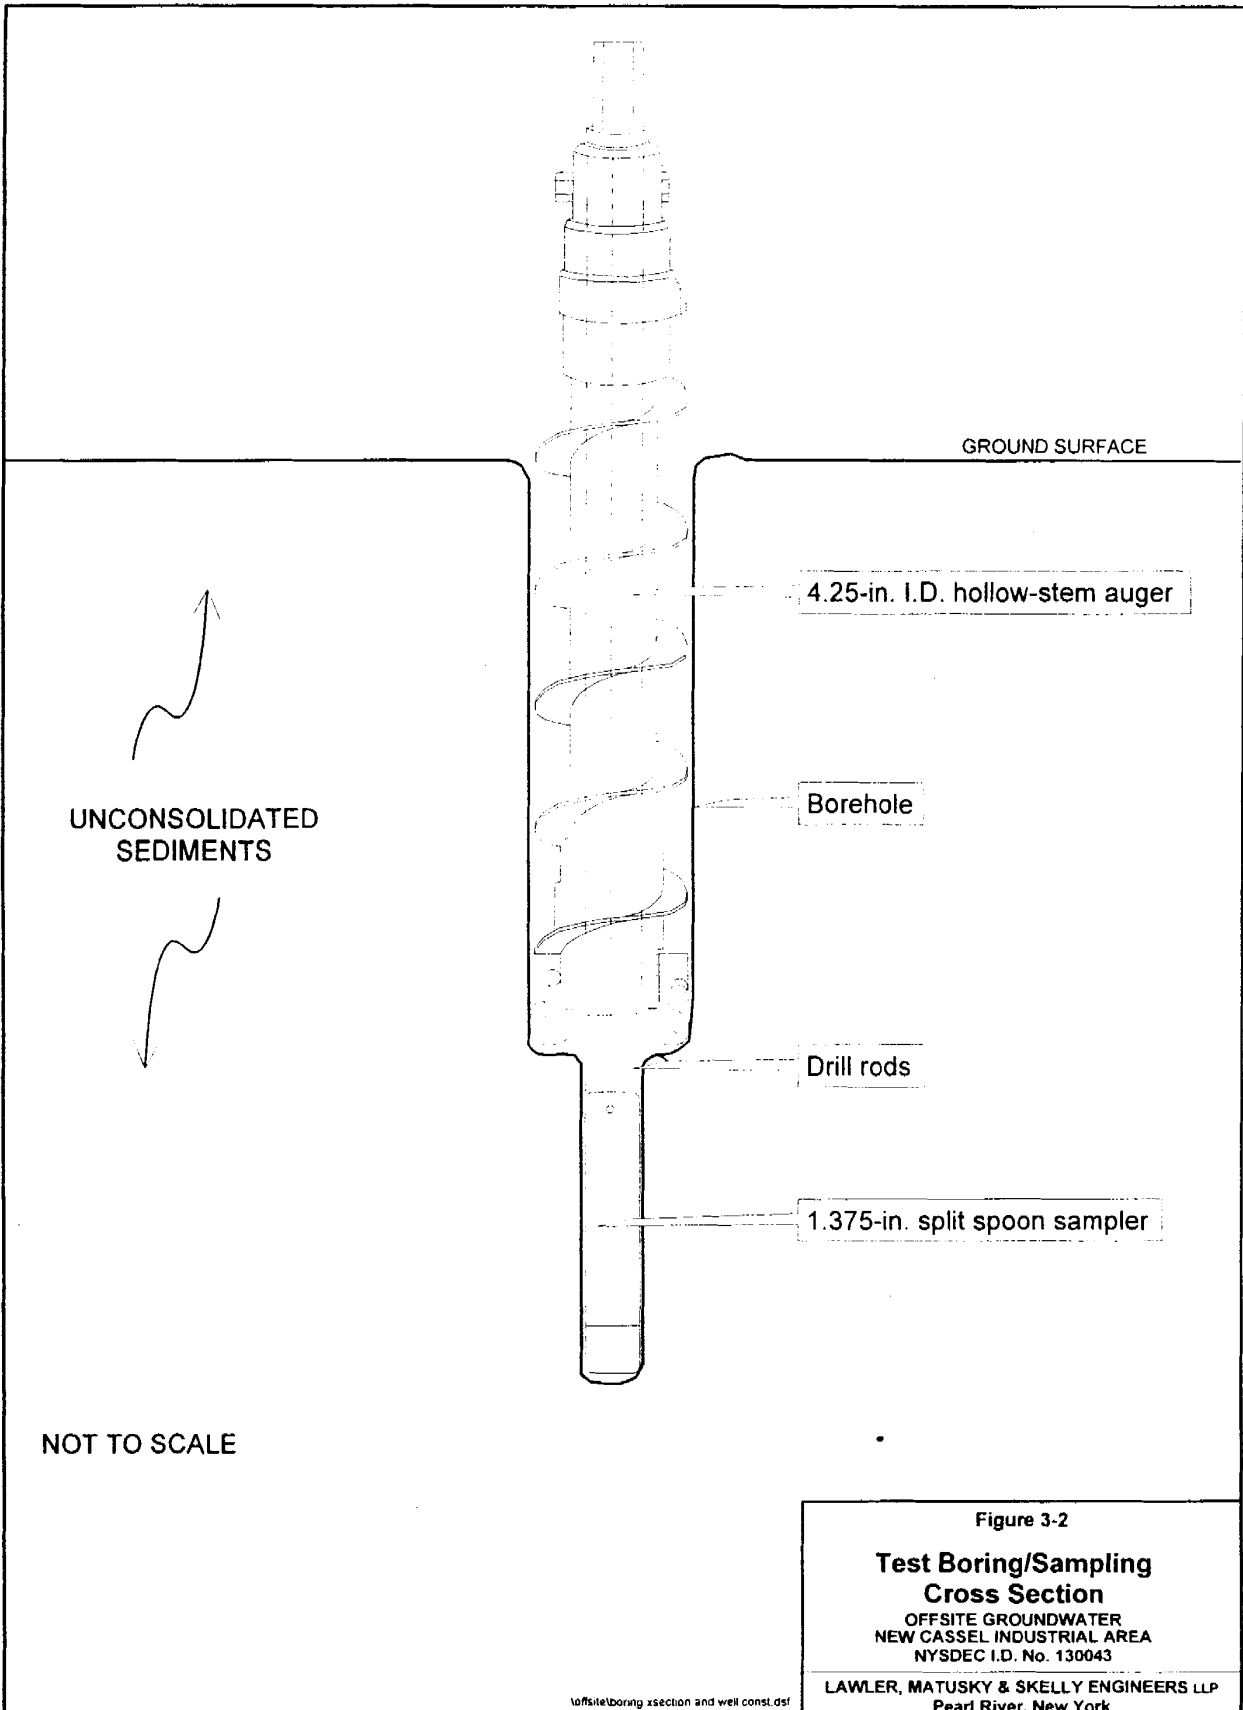 GROUND SURFACE
4.25-in. I.D. hollow-stem auger
Borehole
UNCONSOLIDATED
SEDIMENTS
Drill rods
1.375-in. split spoon sampler
NOT TO SCALE
Figure 3-2
Test Boring/Sampling
Cross Section
OFFSITE GROUNDWATER
NEW CASSEL INDUSTRIAL AREA
NYSDEC I.D. No. 130043
LAWLER, MATUSKY & SKELLY ENGINEERS LLP
Pearl River, New York
\offsite\boring xsection and well const.dsf